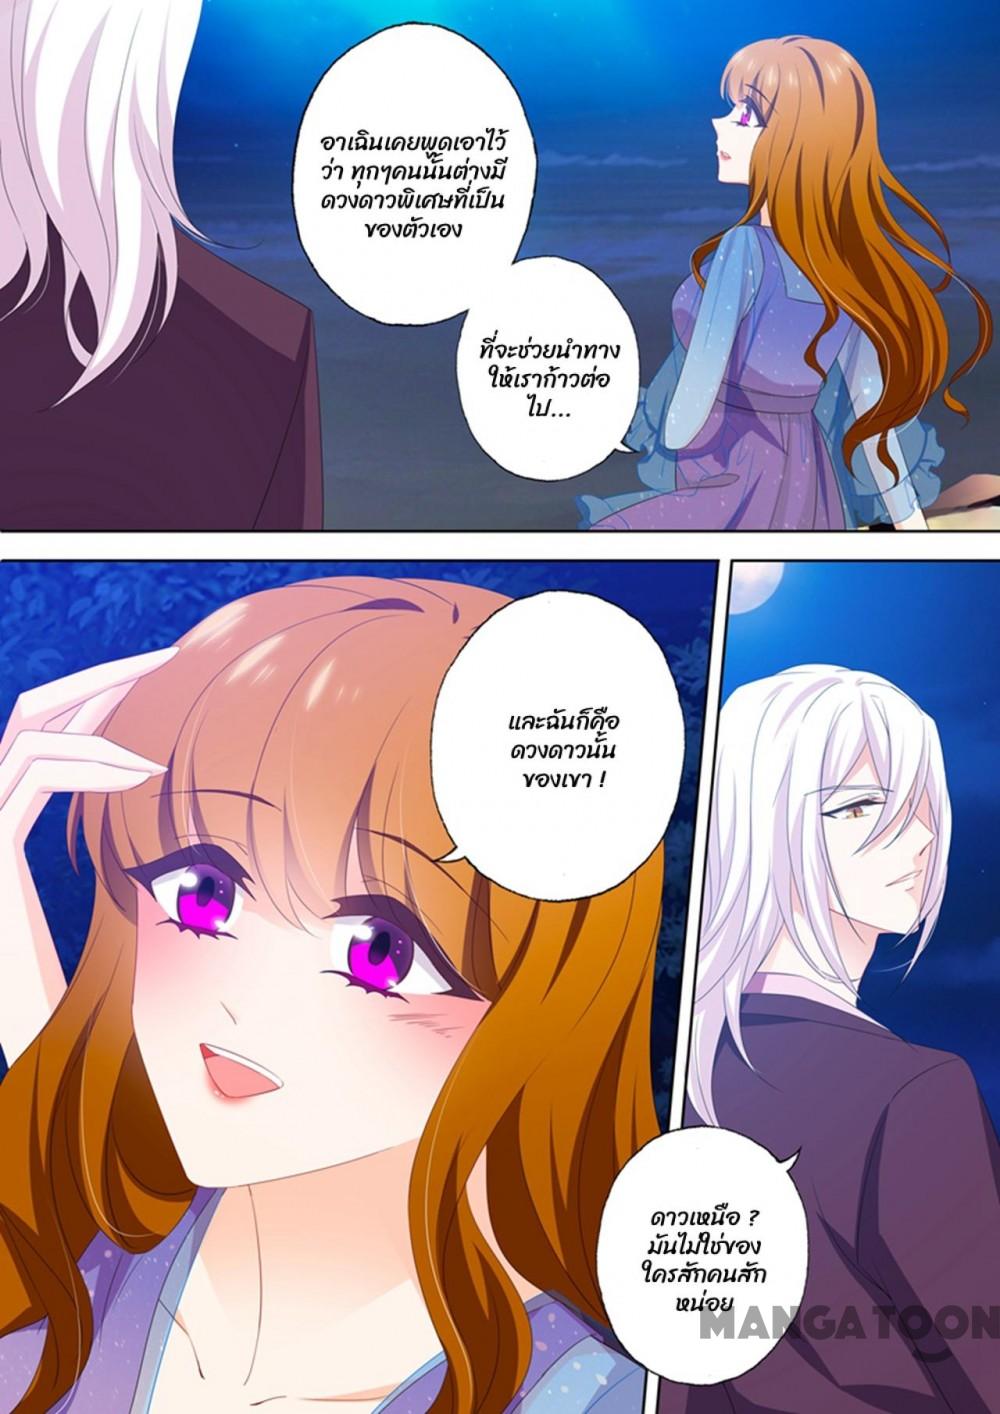 อาเฉินเคยพูดเอาไว้
ว่า ทุกๆคนนั้นต่างมี
ดวงดาวพิเศษที่เป็น
ของตัวเอง
ที่จะช่วยนำทาง
ให้เราก้าวต่อ
ไป...
และฉันก็คือ
ดวงดาวนั้น
ของเขา !
ดาวเหนือ ?
มันไม่ใช่ของ
ใครสักคนสัก
หน่อย
MANGATOON